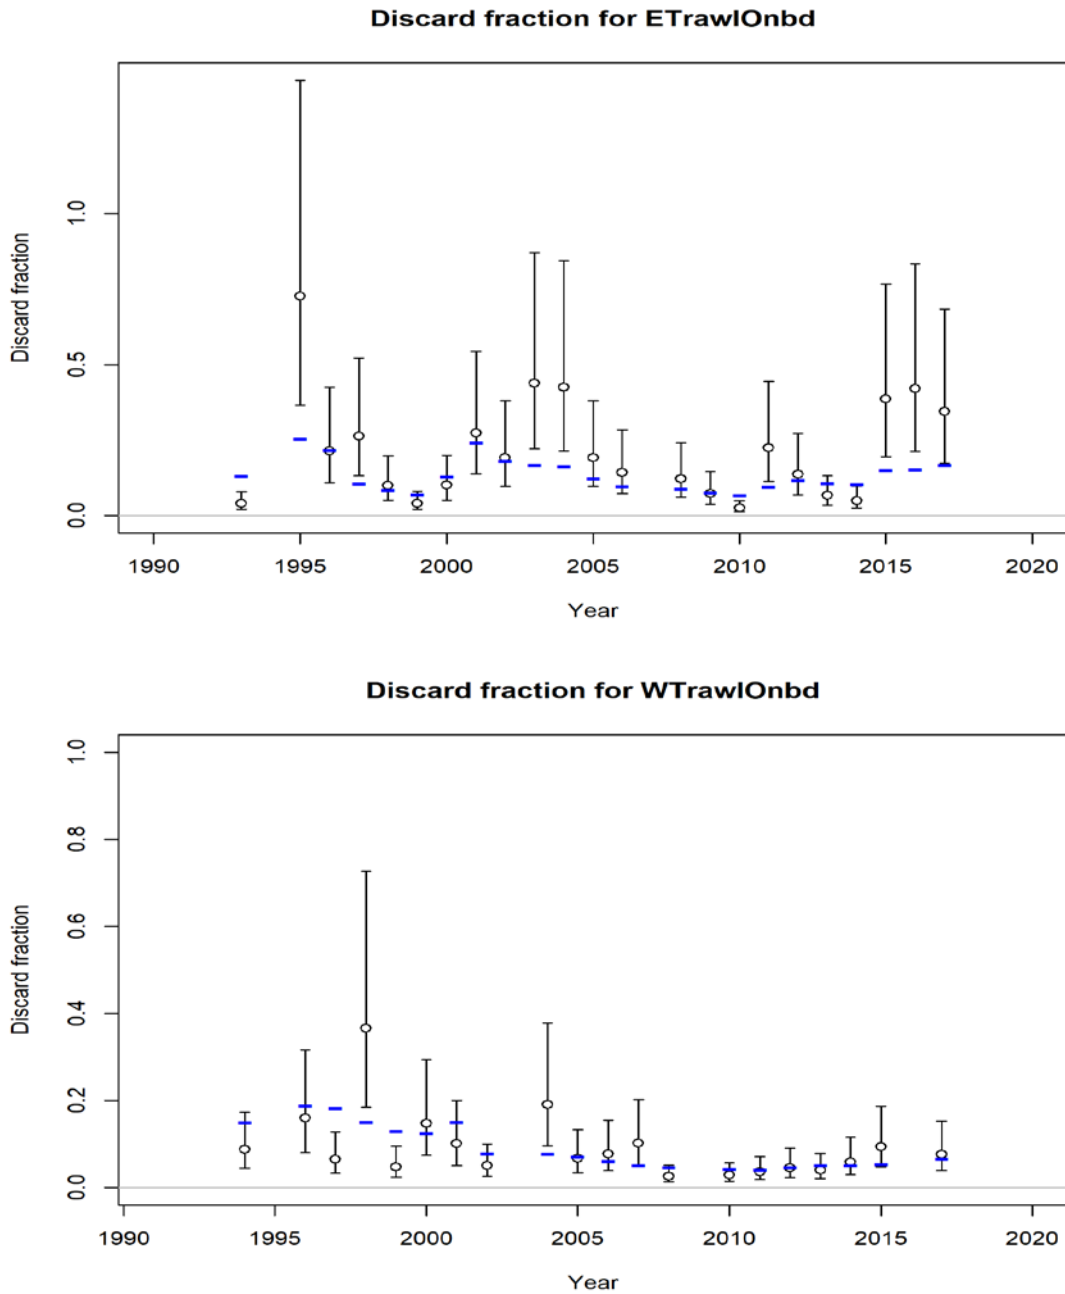 Discard fraction for ETrawlOnbd
1.0
0.5
0.0
Discard fraction
1990 1995 2000 2005 2010 2015 2020
Year
Discard fraction for WTrawlOnbd
1.0
0.8
0.6
0.4
0.2
0.0
Discard fraction
1990 1995 2000 2005 2010 2015 2020
Year